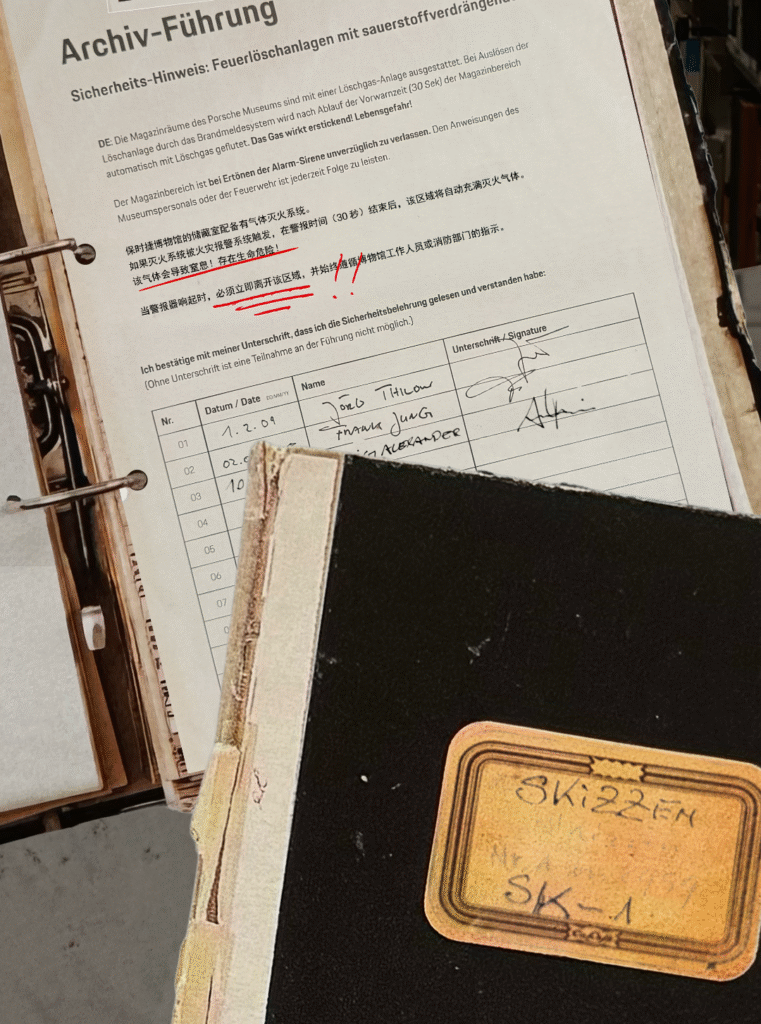 Archiv-Führung
Sicherheits-Hinweis: Feuerlöschanlagen mit
DE: Die Magazinräume des Porsche Museums sind mit einer Löschgas-Anlage ausgestattet. Bei Auslösen der
Löschanlage durch das Brandmeldesystem wird nach Ablauf der Vorwarnzeit (30 Sek) der Magazinbereich
automatisch mit Löschgas geflutet. Das Gas wirkt erstickend! Lebensgefahr!
Der Magazinbereich ist bei Ertönen der Alarm-Sirene unverzüglich zu verlassen. Den Anweisungen des
Museumspersonals oder der Feuerwehr ist jederzeit Folge zu leisten.
保时捷博物馆的储藏室配备有气体灭火系统。
如果灭火系统被火灾报警系统触发，在警报时间（30 秒）结束后，该区域将自动充满灭火气体。
该气体会导致窒息！存在生命危险！
当警报器响起时，必须立即离开该区域，并始终遵循博物馆工作人员或消防部门的指示。
!!
Ich bestätige mit meiner Unterschrift, dass ich die Sicherheitsbelehrung gelesen und verstanden habe:
(Ohne Unterschrift ist eine Teilnahme an der Führung nicht möglich.)
Nr. Datum / Date Name Unterschrift / Signature
01 1.2.09 JÖRG THILOW
02 02. FRANK JUNG
03 10 ALEXANDER
04
05
06
07
SKIZZEN
SK-1